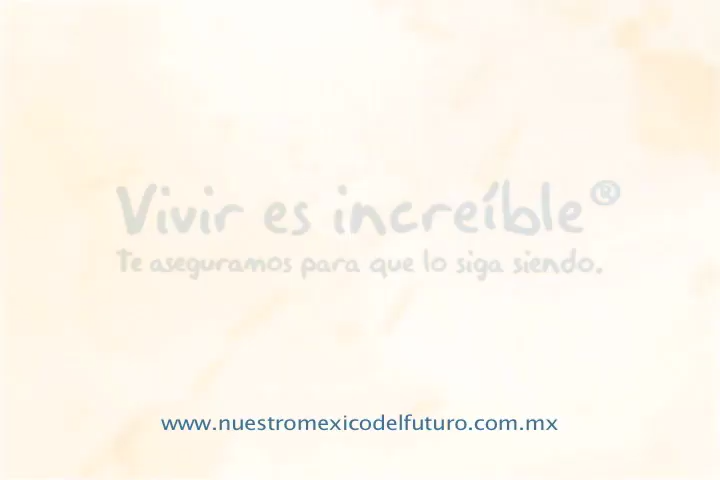 Vivir es increíble®
Te aseguramos para que lo siga siendo.
www.nuestromexicodelfuturo.com.mx